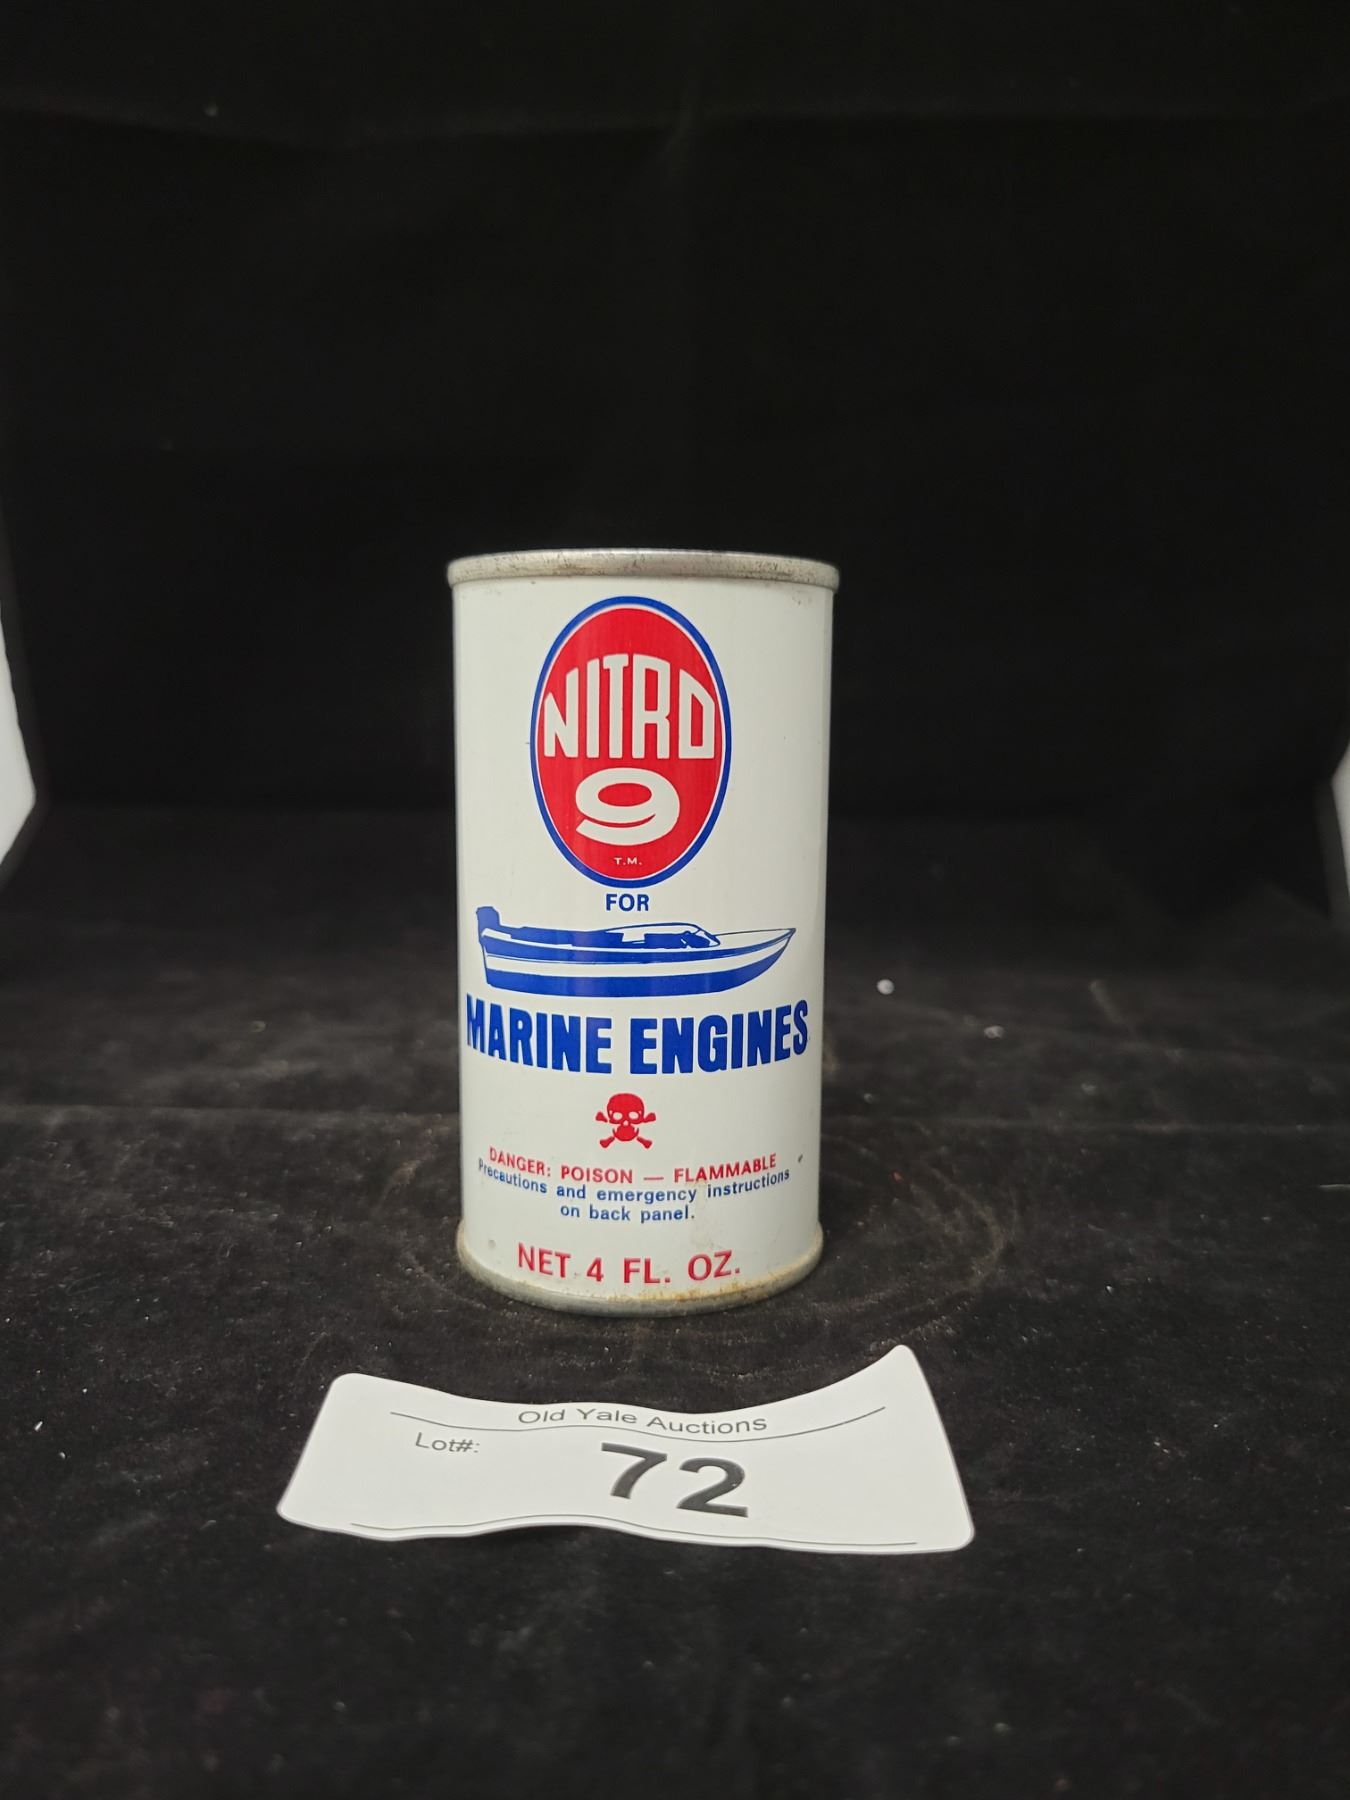 NITRO
9
T.M.
FOR
MARINE ENGINES
DANGER: POISON — FLAMMABLE
Precautions and emergency instructions
on back panel.
NET 4 FL. OZ.
Old Yale Auctions
Lot#: 72